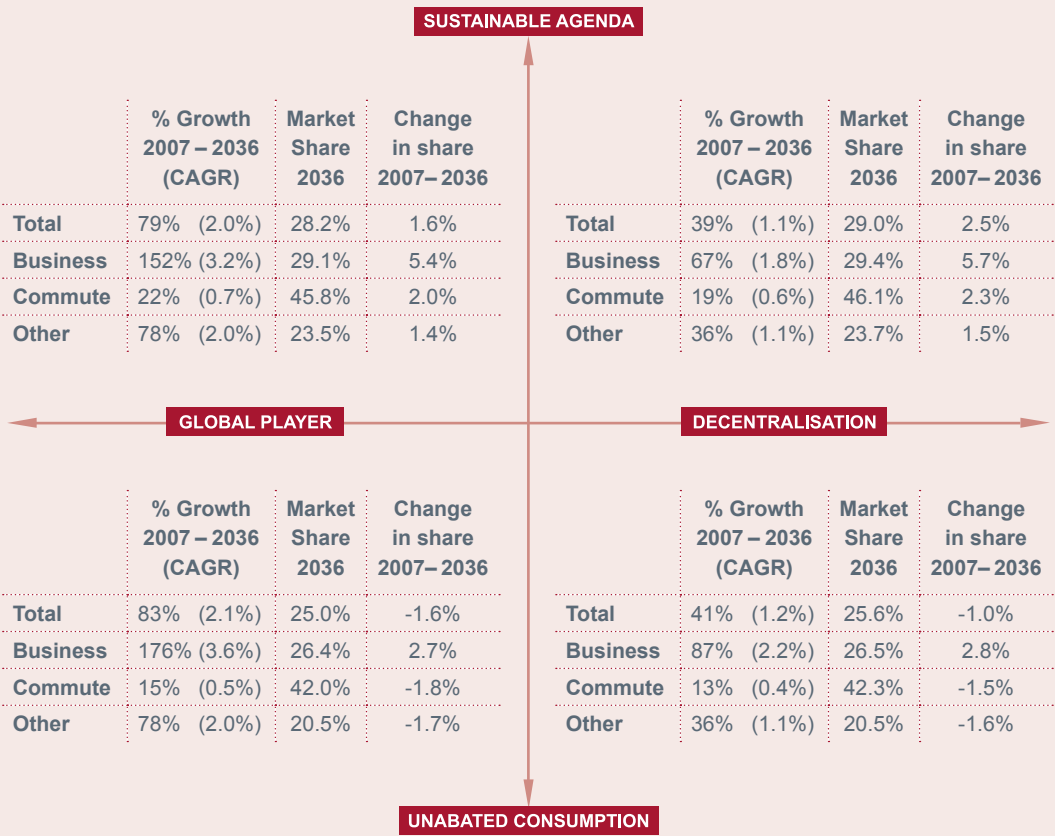 SUSTAINABLE AGENDA
% Growth Market Change
2007 – 2036 Share in share
(CAGR) 2036 2007– 2036
Total 79% (2.0%) 28.2% 1.6%
Business 152% (3.2%) 29.1% 5.4%
Commute 22% (0.7%) 45.8% 2.0%
Other 78% (2.0%) 23.5% 1.4%
% Growth Market Change
2007 – 2036 Share in share
(CAGR) 2036 2007– 2036
Total 39% (1.1%) 29.0% 2.5%
Business 67% (1.8%) 29.4% 5.7%
Commute 19% (0.6%) 46.1% 2.3%
Other 36% (1.1%) 23.7% 1.5%
GLOBAL PLAYER
DECENTRALISATION
% Growth Market Change
2007 – 2036 Share in share
(CAGR) 2036 2007– 2036
Total 83% (2.1%) 25.0% -1.6%
Business 176% (3.6%) 26.4% 2.7%
Commute 15% (0.5%) 42.0% -1.8%
Other 78% (2.0%) 20.5% -1.7%
% Growth Market Change
2007 – 2036 Share in share
(CAGR) 2036 2007– 2036
Total 41% (1.2%) 25.6% -1.0%
Business 87% (2.2%) 26.5% 2.8%
Commute 13% (0.4%) 42.3% -1.5%
Other 36% (1.1%) 20.5% -1.6%
UNABATED CONSUMPTION